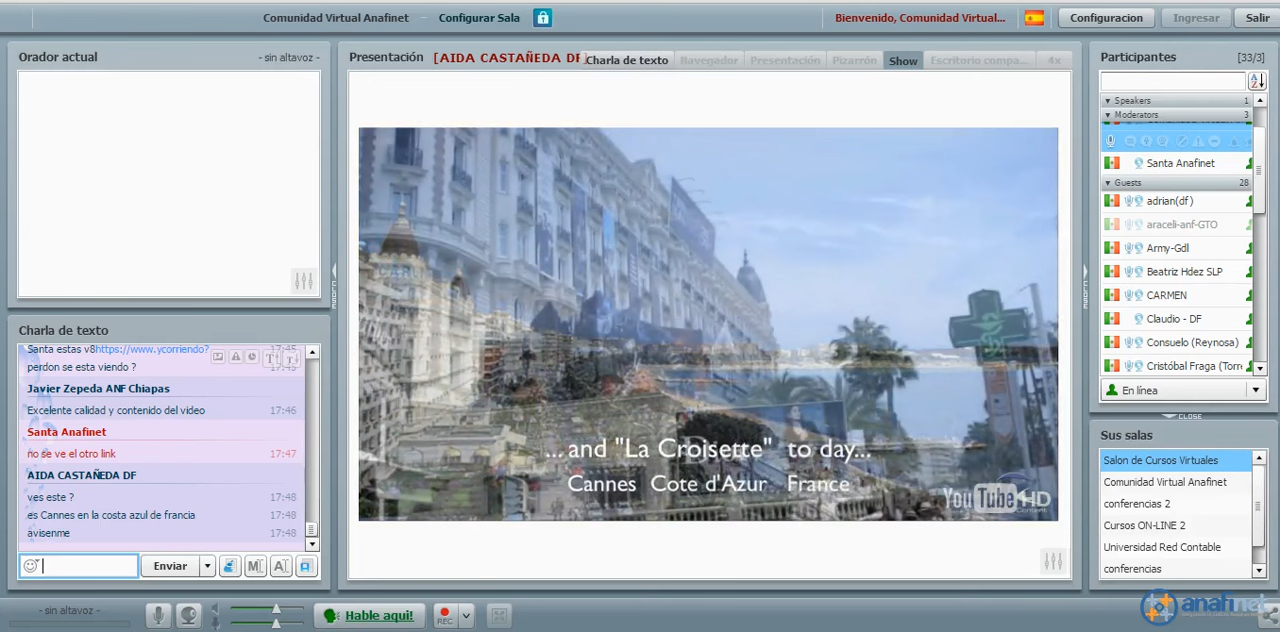 Comunidad Virtual Anafinet
Configurar Sala
Bienvenido, Comunidad Virtual...
Configuracion
Ingresar
Salir
Orador actual
- sin altavoz -
Presentación
[AIDA CASTAÑEDA DF]
Charla de texto
Navegador
Presentación
Pizarrón
Show
Escritorio compa...
4x
Participantes
[33/3]
Speakers 1
Moderators 3
Santa Anafinet
Guests 28
adrian(df)
araceli-anf-GTO
Army-Gdl
Beatriz Hdez SLP
CARMEN
Claudio - DF
Consuelo (Reynosa)
Cristóbal Fraga (Torre
En línea
CLOSE
Sus salas
Salon de Cursos Virtuales
Comunidad Virtual Anafinet
conferencias 2
Cursos ON-LINE 2
Universidad Red Contable
conferencias
CARL
... and "La Croisette" to day...
Cannes Cote d'Azur France
YouTube HD
Content
Charla de texto
Santa estas v8https://www.ycorriendo? 17:45
perdon se esta viendo ? 17:45
Javier Zepeda ANF Chiapas
Excelente calidad y contenido del video 17:46
Santa Anafinet
no se ve el otro link 17:47
AIDA CASTAÑEDA DF
ves este ? 17:48
es Cannes en la costa azul de francia 17:48
avisenme 17:48
Enviar
- sin altavoz -
Hable aqui!
REC
anafinet